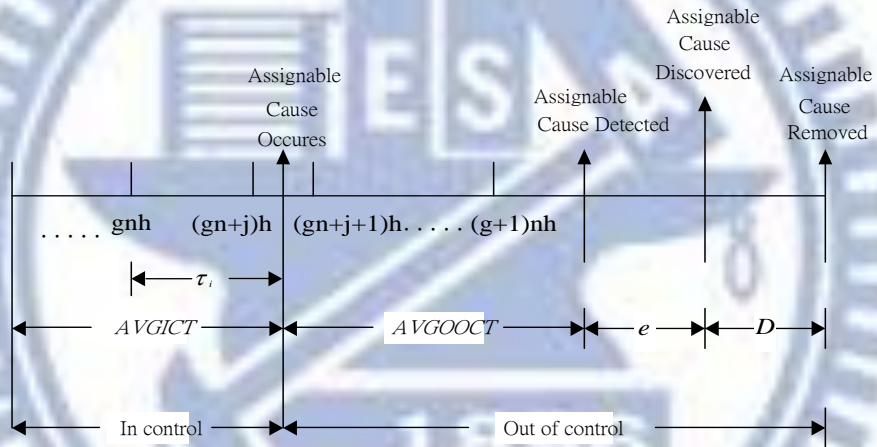 Assignable
Cause
Discovered
Assignable
Cause
Occures
Assignable
Cause Detected
Assignable
Cause
Removed
. . . . . gnh (gn+j)h (gn+j+1)h. . . . . (g+1)nh
τi
AVGICT AVGOOCT e D
In control Out of control
ES